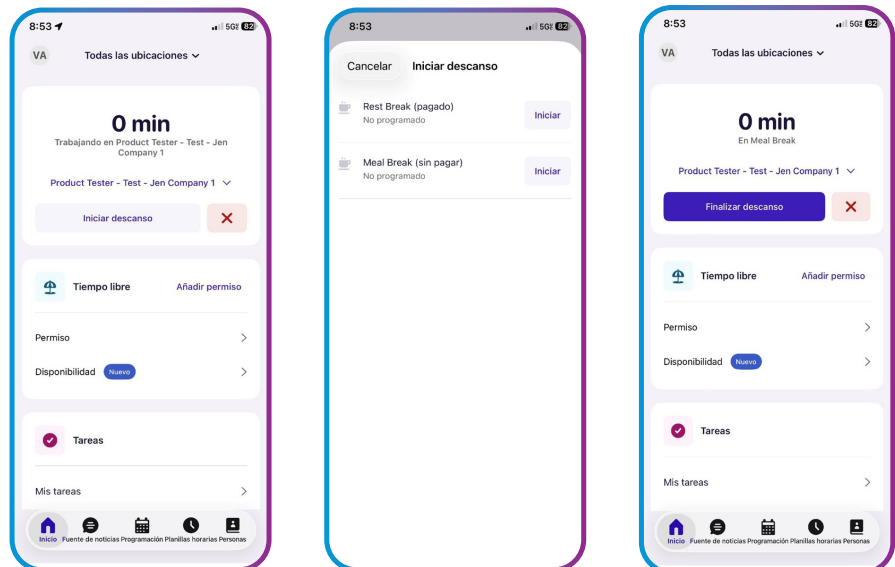 8:53
5G 82
VA
Todas las ubicaciones
0 min
Trabajando en Product Tester - Test - Jen
Company 1
Product Tester - Test - Jen Company 1
Iniciar descanso
Tiempo libre
Añadir permiso
Permiso
Disponibilidad
Nuevo
Tareas
Mis tareas
Inicio
Fuente de noticias
Programación
Planillas horarias
Personas
8:53
5G 82
Cancelar
Iniciar descanso
Rest Break (pagado)
No programado
Iniciar
Meal Break (sin pagar)
No programado
Iniciar
8:53
5G 82
VA
Todas las ubicaciones
0 min
En Meal Break
Product Tester - Test - Jen Company 1
Finalizar descanso
Tiempo libre
Añadir permiso
Permiso
Disponibilidad
Nuevo
Tareas
Mis tareas
Inicio
Fuente de noticias
Programación
Planillas horarias
Personas